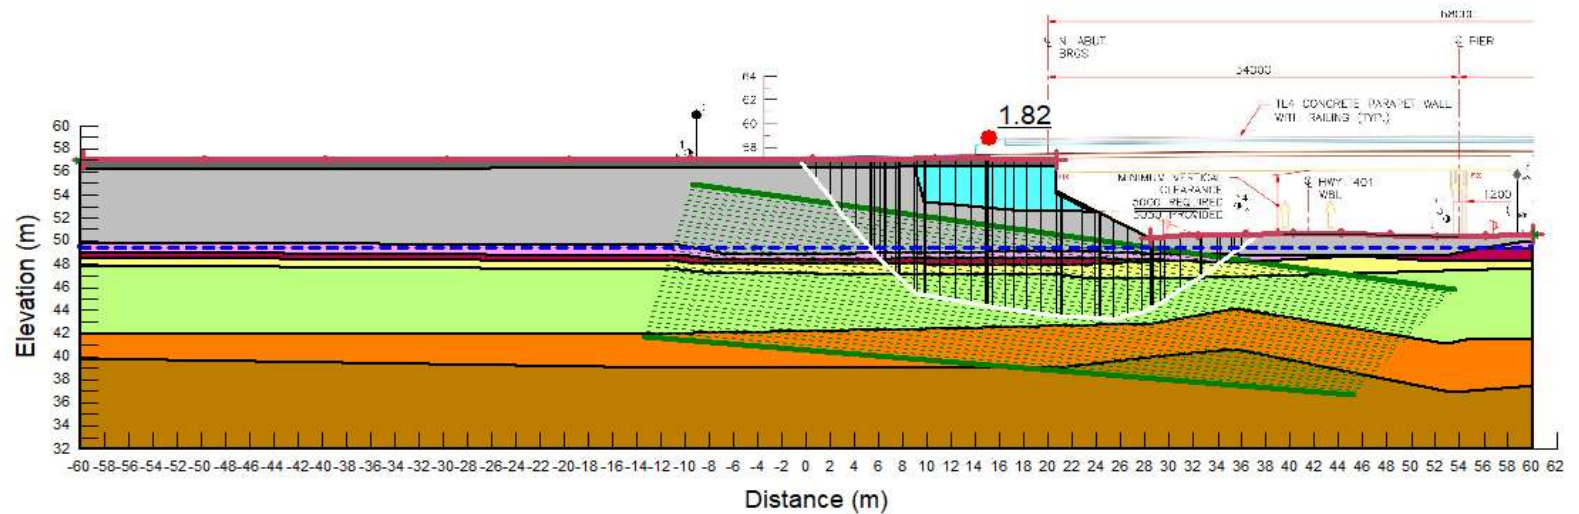 68000
℄ N. ABUT.
BRGS
℄ PIER
34000
64
62
60
58
TL4 CONCRETE PARAPET WALL
WITH RAILING (TYP.)
1.82
60
58
56
54
52
50
48
46
44
42
40
38
36
34
32
Elevation (m)
MINIMUM VERTICAL
CLEARANCE
5000 REQUIRED
5050 PROVIDED
℄ HWY 401
WBL
1200
-60 -58 -56 -54 -52 -50 -48 -46 -44 -42 -40 -38 -36 -34 -32 -30 -28 -26 -24 -22 -20 -18 -16 -14 -12 -10 -8 -6 -4 -2 0 2 4 6 8 10 12 14 16 18 20 22 24 26 28 30 32 34 36 38 40 42 44 46 48 50 52 54 56 58 60 62
Distance (m)